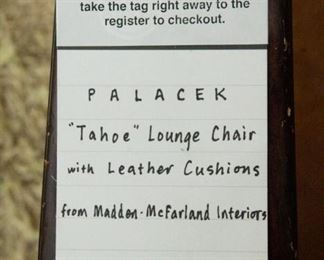 take the tag right away to the
register to checkout.
PALACEK
"Tahoe" Lounge Chair
with Leather Cushions
from Madden-McFarland Interiors